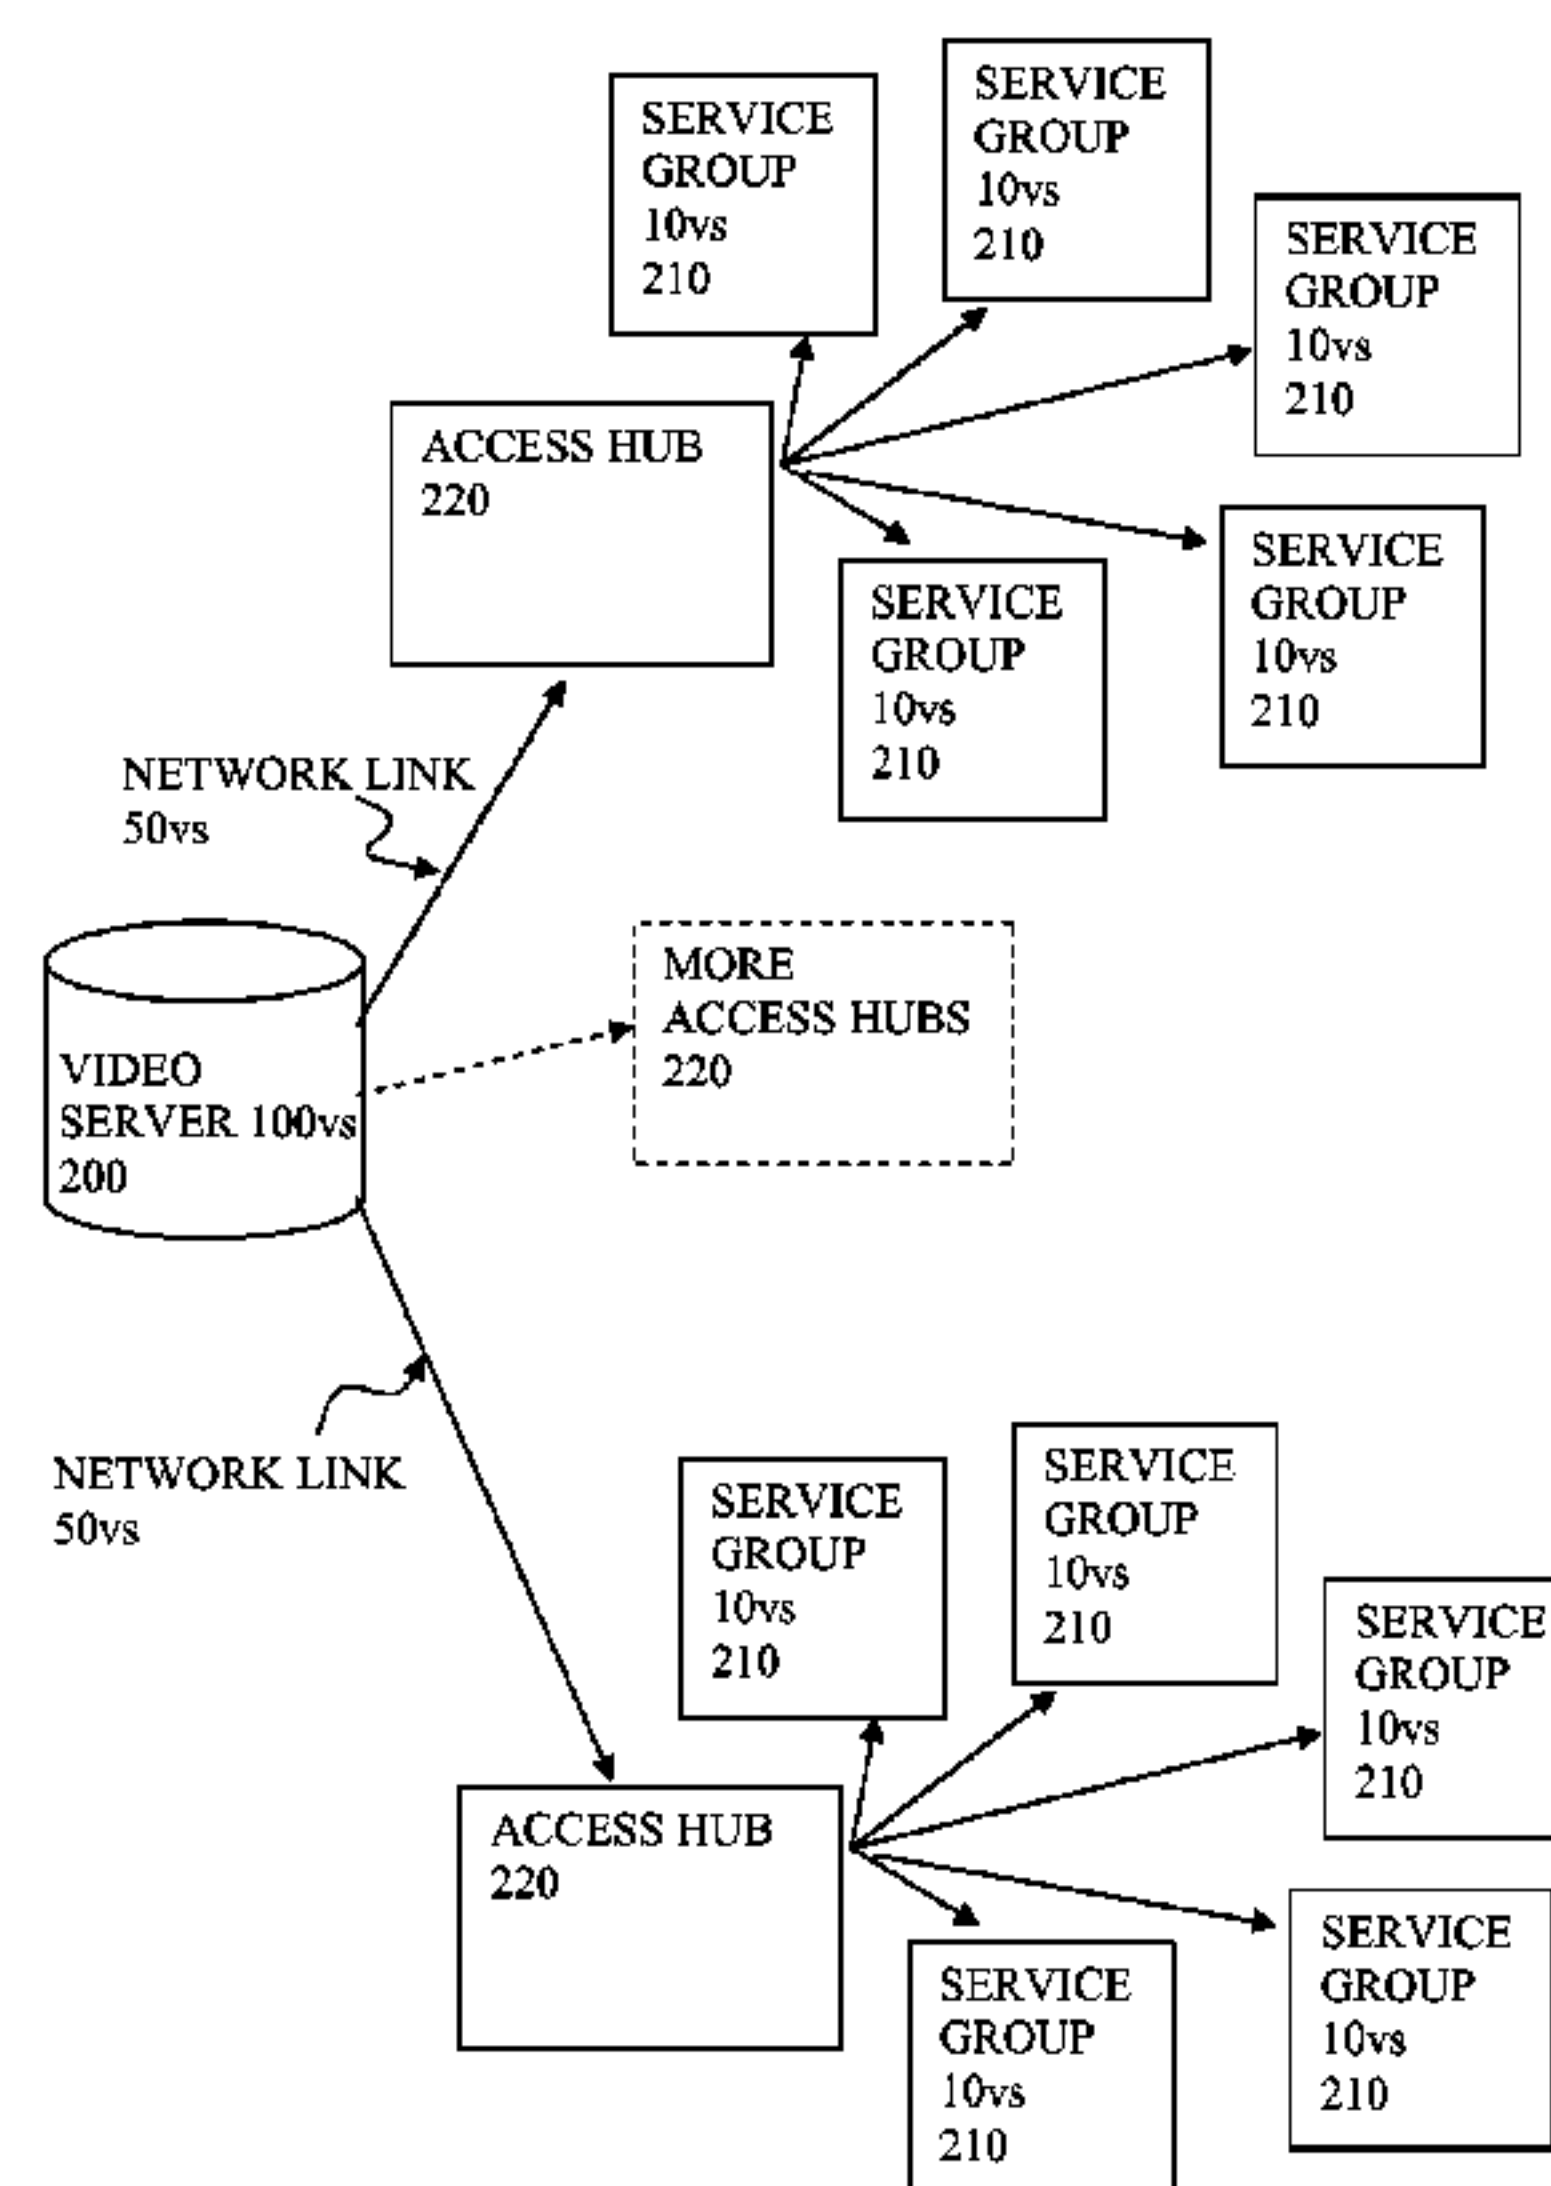 SERVICE
GROUP
10vs
210
SERVICE
GROUP
10vs
210
SERVICE
GROUP
10vs
210
ACCESS HUB
220
SERVICE
GROUP
10vs
210
SERVICE
GROUP
10vs
210
NETWORK LINK
50vs
MORE
ACCESS HUBS
220
VIDEO
SERVER 100vs
200
NETWORK LINK
50vs
SERVICE
GROUP
10vs
210
SERVICE
GROUP
10vs
210
SERVICE
GROUP
10vs
210
ACCESS HUB
220
SERVICE
GROUP
10vs
210
SERVICE
GROUP
10vs
210